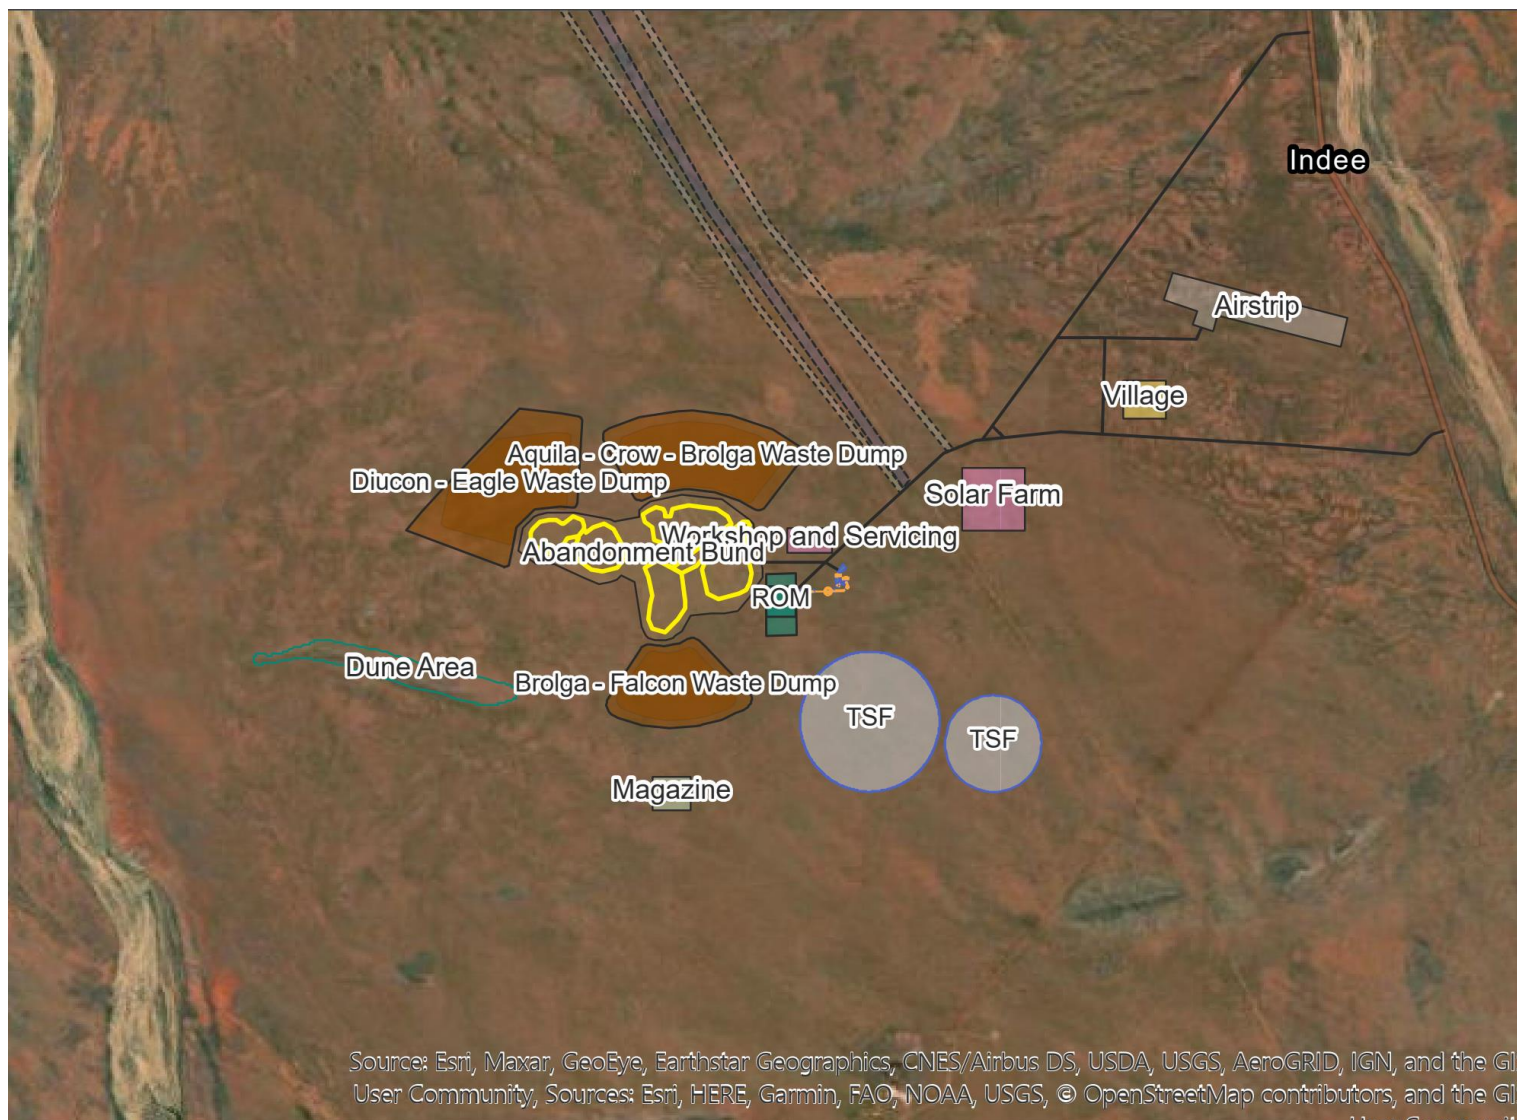 Indee
Airstrip
Village
Aquila - Crow - Brolga Waste Dump
Diucon - Eagle Waste Dump
Solar Farm
Workshop and Servicing
Abandonment Bund
ROM
Dune Area
Brolga - Falcon Waste Dump
TSF
TSF
Magazine
Source: Esri, Maxar, GeoEye, Earthstar Geographics, CNES/Airbus DS, USDA, USGS, AeroGRID, IGN, and the GI
User Community, Sources: Esri, HERE, Garmin, FAO, NOAA, USGS, © OpenStreetMap contributors, and the GI